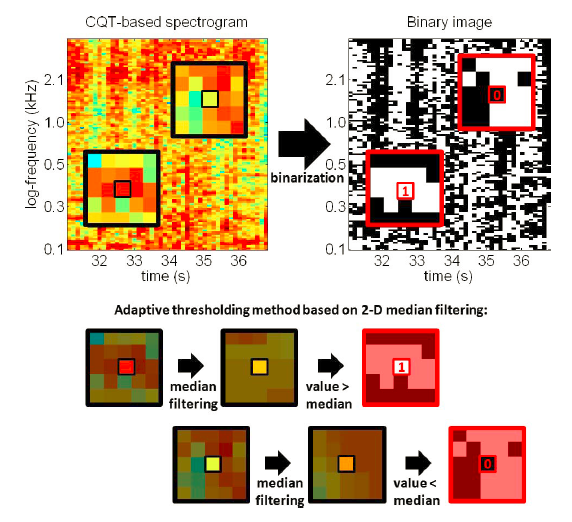 CQT-based spectrogram
Binary image
log-frequency (kHz)
2.1
1.0
0.5
0.3
0.1
32 33 34 35 36
time (s)
binarization
2.1
1.0
0.5
0.3
0.1
0
1
32 33 34 35 36
time (s)
Adaptive thresholding method based on 2-D median filtering:
median
filtering
value >
median
1
median
filtering
value <
median
0